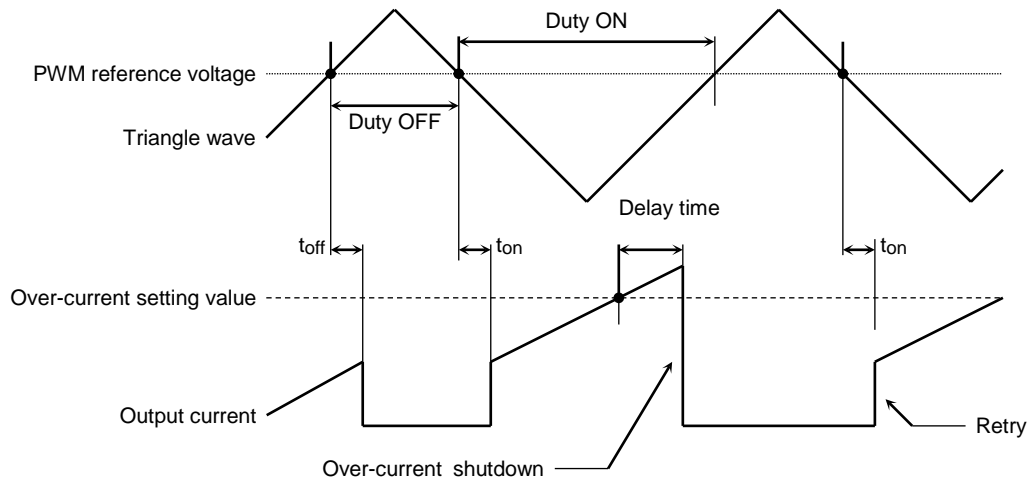 Duty ON
PWM reference voltage
Duty OFF
Triangle wave
Delay time
toff
ton
ton
Over-current setting value
Output current
Retry
Over-current shutdown